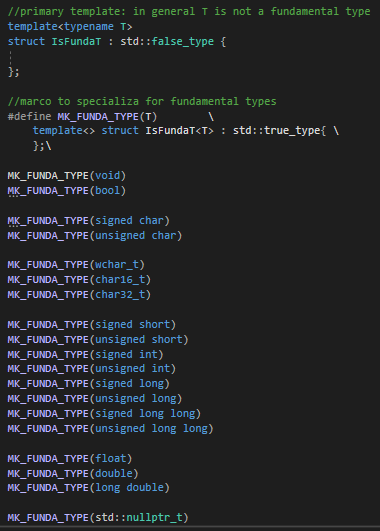 //primary template: in general T is not a fundamental type
template<typename T>
struct IsFundaT : std::false_type {
};
//marco to specializa for fundamental types
#define MK_FUNDA_TYPE(T) \
template<> struct IsFundaT<T> : std::true_type{ \
};\
MK_FUNDA_TYPE(void)
MK_FUNDA_TYPE(bool)
MK_FUNDA_TYPE(signed char)
MK_FUNDA_TYPE(unsigned char)
MK_FUNDA_TYPE(wchar_t)
MK_FUNDA_TYPE(char16_t)
MK_FUNDA_TYPE(char32_t)
MK_FUNDA_TYPE(signed short)
MK_FUNDA_TYPE(unsigned short)
MK_FUNDA_TYPE(signed int)
MK_FUNDA_TYPE(unsigned int)
MK_FUNDA_TYPE(signed long)
MK_FUNDA_TYPE(unsigned long)
MK_FUNDA_TYPE(signed long long)
MK_FUNDA_TYPE(unsigned long long)
MK_FUNDA_TYPE(float)
MK_FUNDA_TYPE(double)
MK_FUNDA_TYPE(long double)
MK_FUNDA_TYPE(std::nullptr_t)